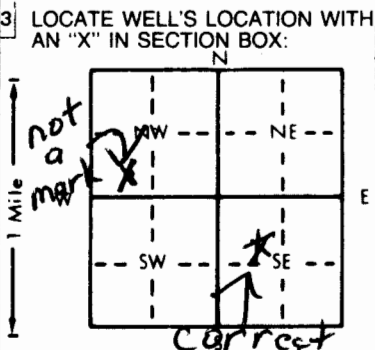 3 LOCATE WELL'S LOCATION WITH
AN "X" IN SECTION BOX:
N
not
a
mark
NW
NE
X
1 Mile
W
E
SW
X
SE
correct